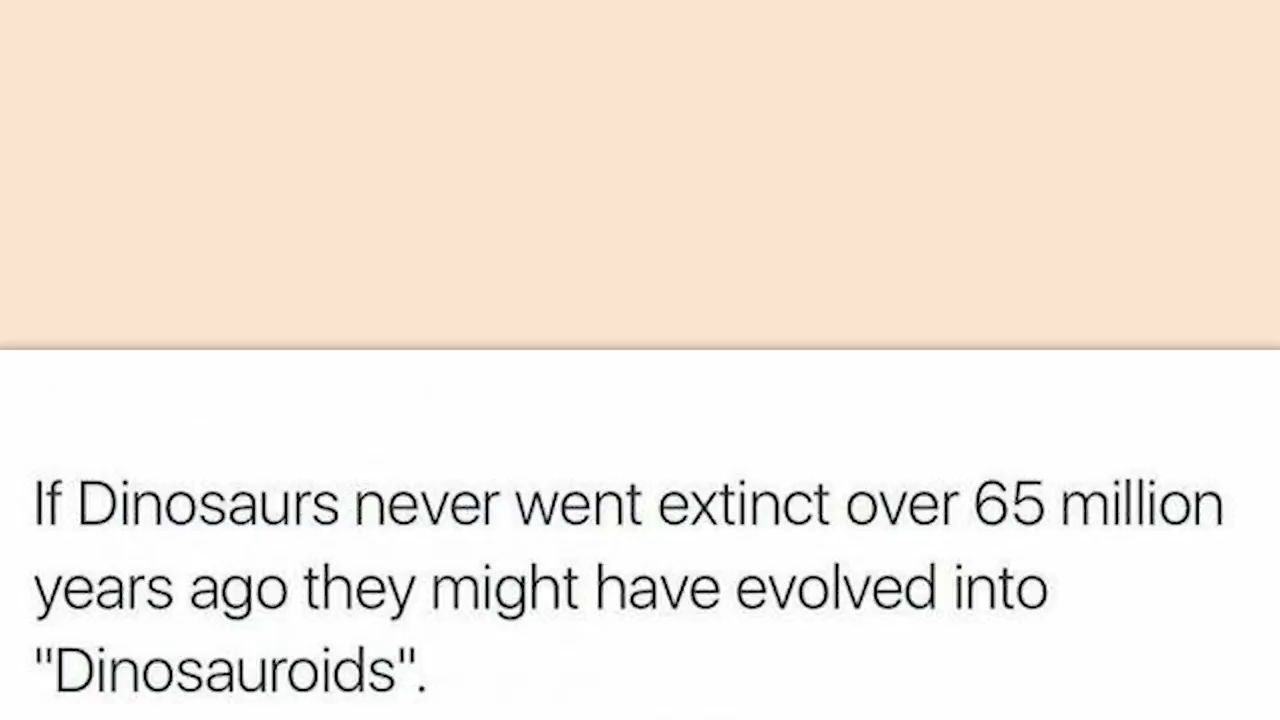 If Dinosaurs never went extinct over 65 million
years ago they might have evolved into
"Dinosauroids".